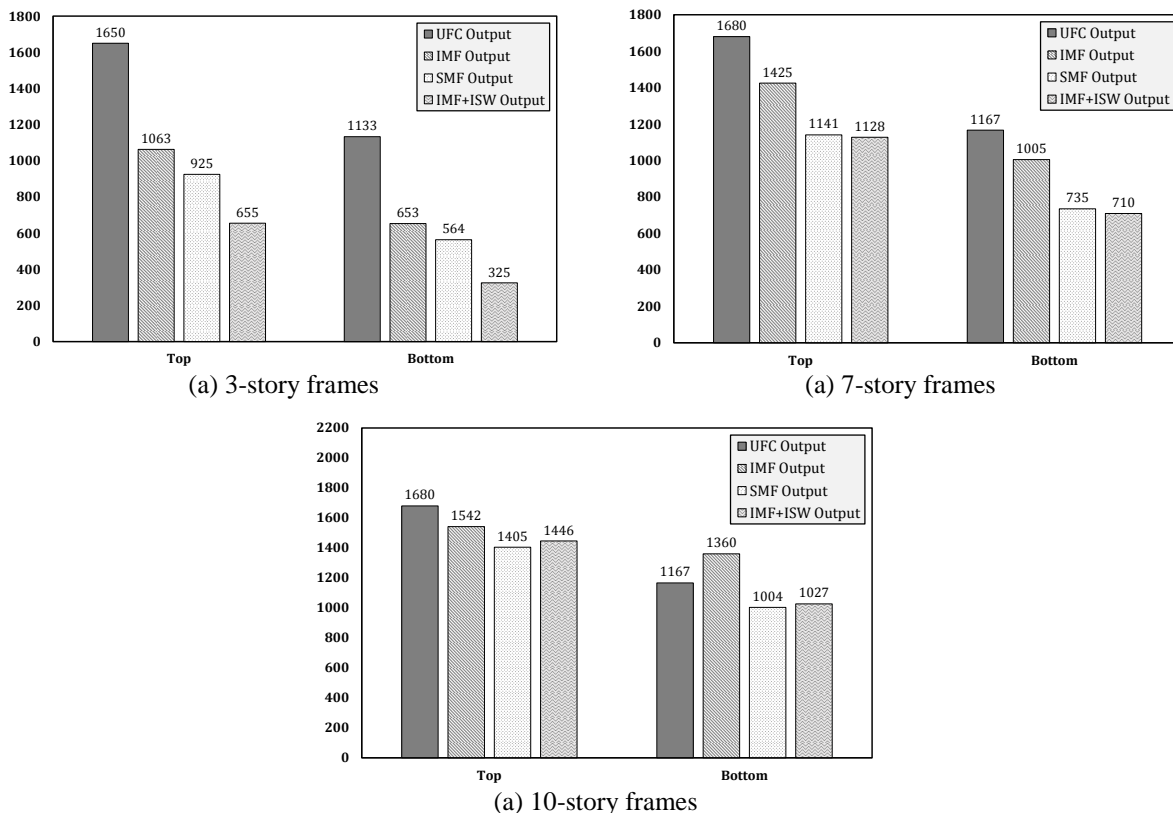 1800
1600
1400
1200
1000
800
600
400
200
0
1650
1063
925
655
1133
653
564
325
UFC Output
IMF Output
SMF Output
IMF+ISW Output
Top
Bottom
(a) 3-story frames
1800
1600
1400
1200
1000
800
600
400
200
0
1680
1425
1141
1128
1167
1005
735
710
UFC Output
IMF Output
SMF Output
IMF+ISW Output
Top
Bottom
(a) 7-story frames
2200
2000
1800
1600
1400
1200
1000
800
600
400
200
0
1680
1542
1405
1446
1167
1360
1004
1027
UFC Output
IMF Output
SMF Output
IMF+ISW Output
Top
Bottom
(a) 10-story frames